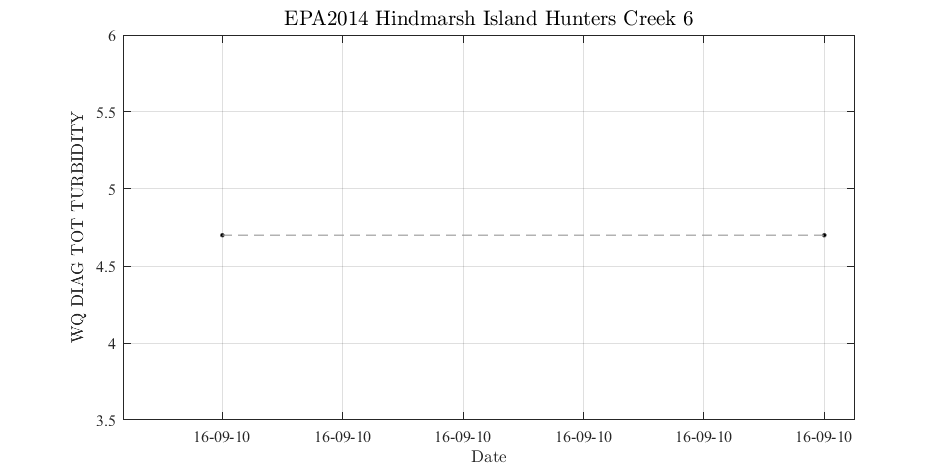 EPA2014 Hindmarsh Island Hunters Creek 6
WQ DIAG TOT TURBIDITY
6
5.5
5
4.5
4
3.5
16-09-10 16-09-10 16-09-10 16-09-10 16-09-10 16-09-10
Date